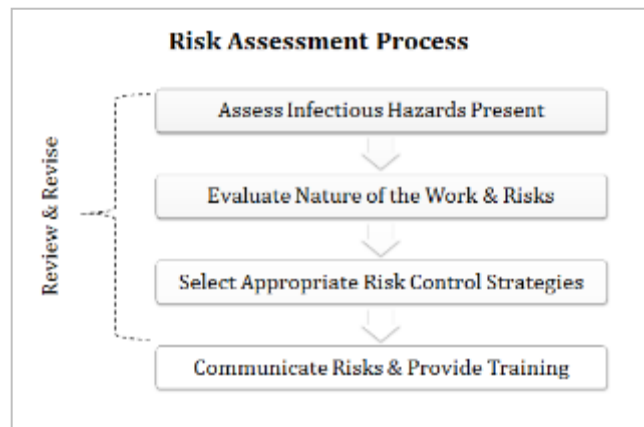 Risk Assessment Process
Assess Infectious Hazards Present
Evaluate Nature of the Work & Risks
Select Appropriate Risk Control Strategies
Communicate Risks & Provide Training
Review & Revise